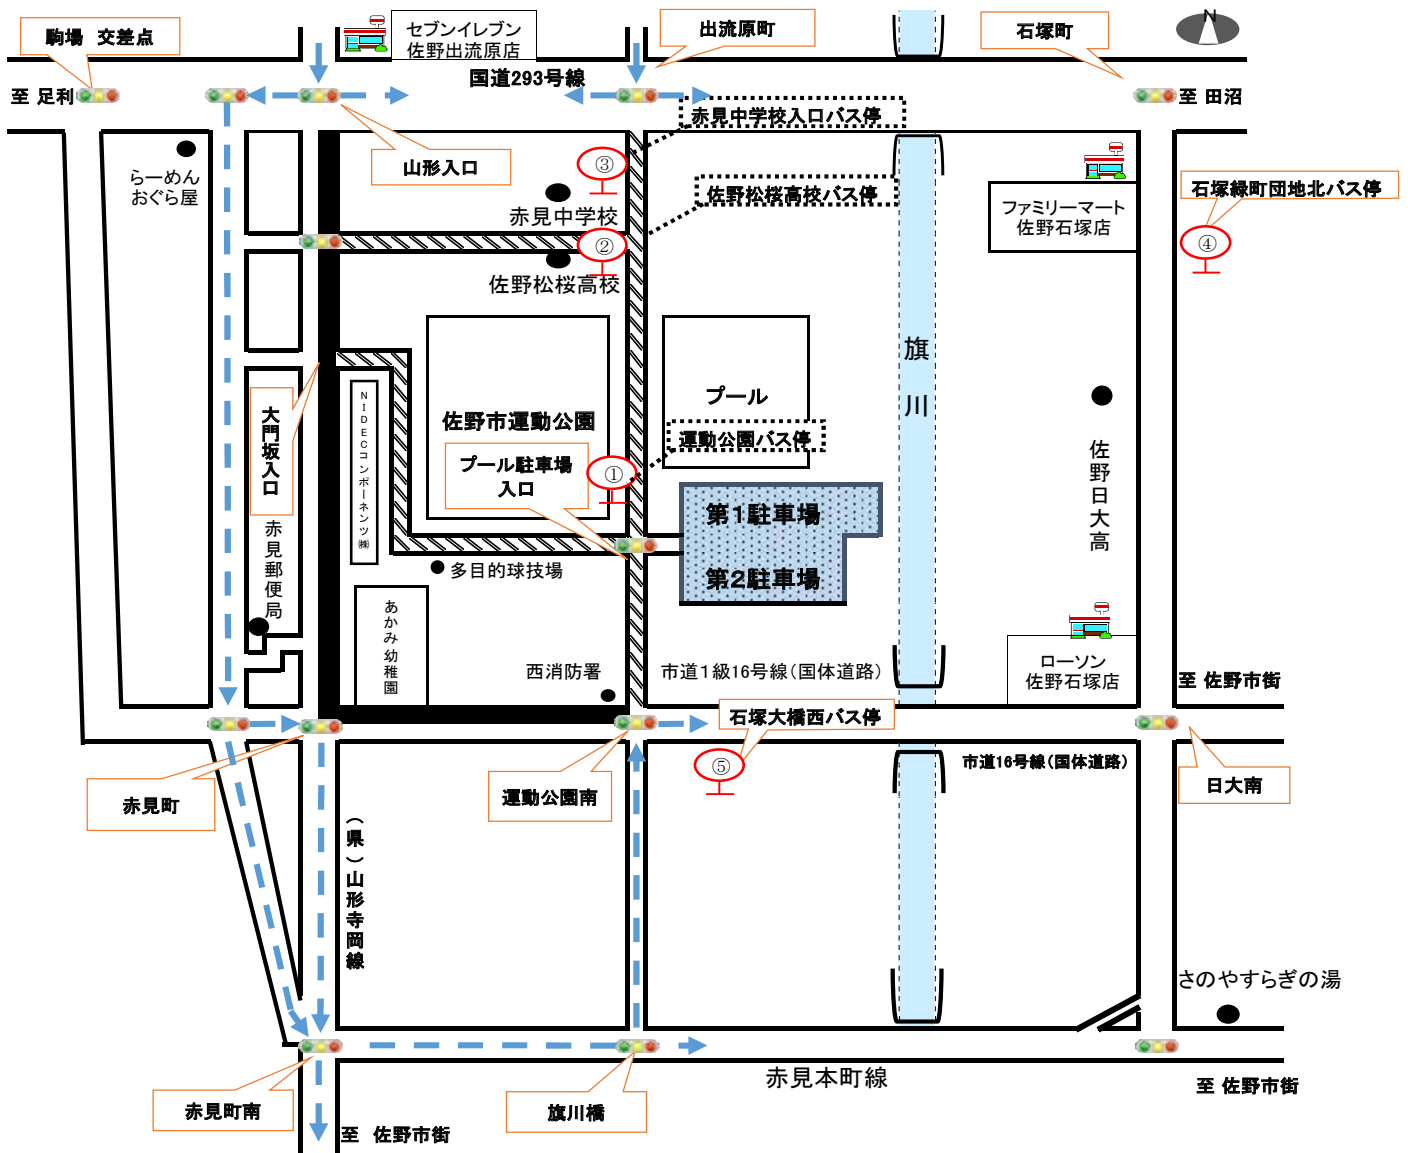 N
駒場 交差点
セブンイレブン
佐野出流原店
出流原町
石塚町
国道293号線
至 足利
至 田沼
赤見中学校入口バス停
山形入口
らーめん
おぐら屋
③
赤見中学校
佐野松桜高校バス停
ファミリーマート
佐野石塚店
石塚緑町団地北バス停
④
②
佐野松桜高校
旗川
プール
佐野市運動公園
運動公園バス停
大門坂入口
NIDECコンポーネンツ㈱
プール駐車場
入口
①
佐野日大高
第1駐車場
赤見郵便局
多目的球技場
第2駐車場
あかみ幼稚園
西消防署
市道1級16号線(国体道路)
ローソン
佐野石塚店
至 佐野市街
石塚大橋西バス停
⑤
市道16号線(国体道路)
赤見町
運動公園南
日大南
(県)山形寺岡線
さのやすらぎの湯
赤見本町線
至 佐野市街
赤見町南
旗川橋
至 佐野市街